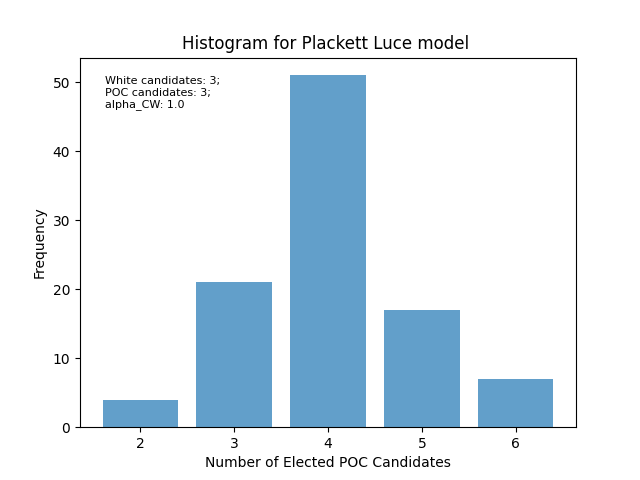 Histogram for Plackett Luce model
White candidates: 3;
POC candidates: 3;
alpha_CW: 1.0
Frequency
50
40
30
20
10
0
2 3 4 5 6
Number of Elected POC Candidates